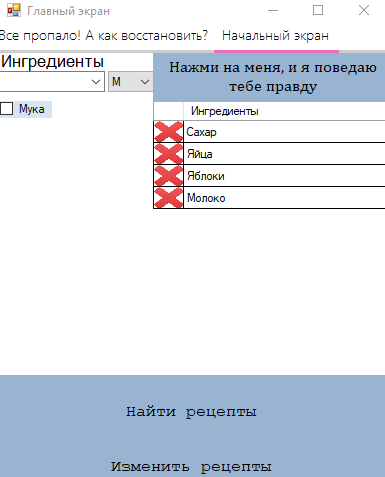 Главный экран
Все пропало! А как восстановить? Начальный экран
Ингредиенты
М
Нажми на меня, и я поведаю
тебе правду
Мука
Ингредиенты
Сахар
Яйца
Яблоки
Молоко
Найти рецепты
Изменить рецепты